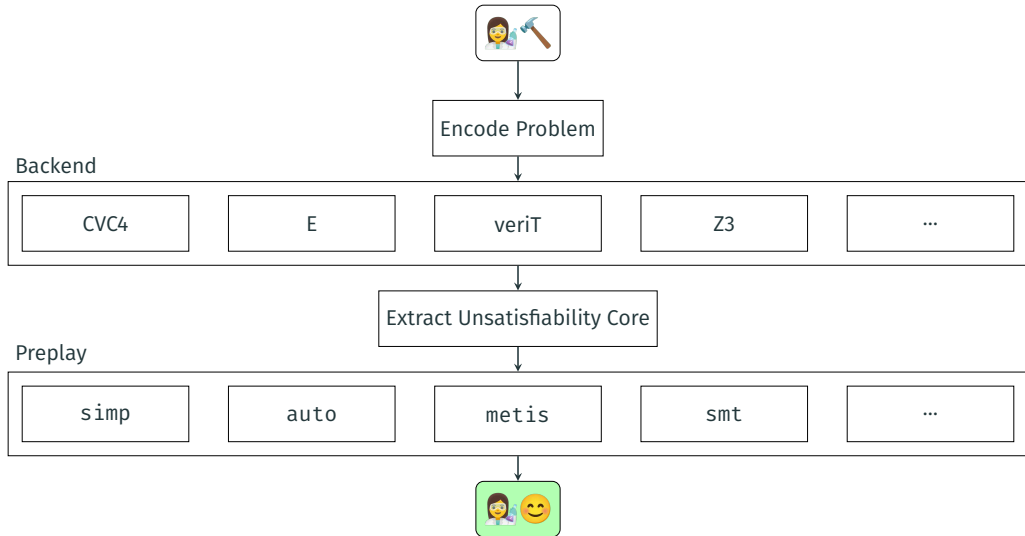 Encode Problem
Backend
CVC4
E
veriT
Z3
...
Extract Unsatisfiability Core
Preplay
simp
auto
metis
smt
...